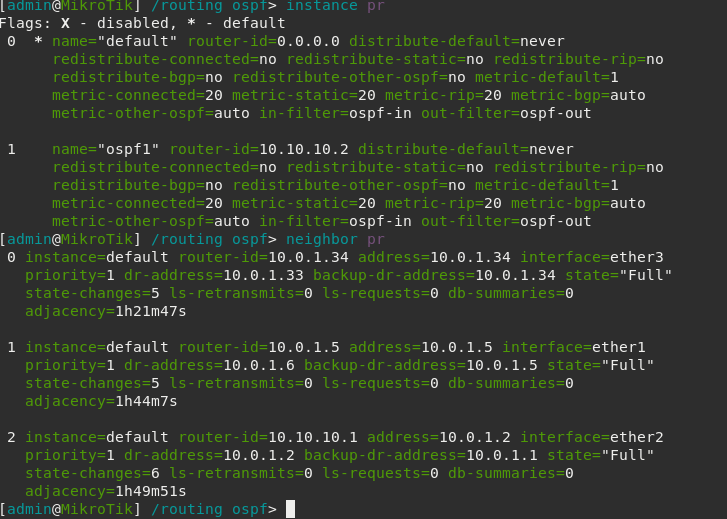 [admin@MikroTik] /routing ospf> instance pr
Flags: X - disabled, * - default
 0  * name="default" router-id=0.0.0.0 distribute-default=never
      redistribute-connected=no redistribute-static=no redistribute-rip=no
      redistribute-bgp=no redistribute-other-ospf=no metric-default=1
      metric-connected=20 metric-static=20 metric-rip=20 metric-bgp=auto
      metric-other-ospf=auto in-filter=ospf-in out-filter=ospf-out

 1    name="ospf1" router-id=10.10.10.2 distribute-default=never
      redistribute-connected=no redistribute-static=no redistribute-rip=no
      redistribute-bgp=no redistribute-other-ospf=no metric-default=1
      metric-connected=20 metric-static=20 metric-rip=20 metric-bgp=auto
      metric-other-ospf=auto in-filter=ospf-in out-filter=ospf-out
[admin@MikroTik] /routing ospf> neighbor pr
 0 instance=default router-id=10.0.1.34 address=10.0.1.34 interface=ether3
   priority=1 dr-address=10.0.1.33 backup-dr-address=10.0.1.34 state="Full"
   state-changes=5 ls-retransmits=0 ls-requests=0 db-summaries=0
   adjacency=1h21m47s

 1 instance=default router-id=10.0.1.5 address=10.0.1.5 interface=ether1
   priority=1 dr-address=10.0.1.6 backup-dr-address=10.0.1.5 state="Full"
   state-changes=5 ls-retransmits=0 ls-requests=0 db-summaries=0
   adjacency=1h44m7s

 2 instance=default router-id=10.10.10.1 address=10.0.1.2 interface=ether2
   priority=1 dr-address=10.0.1.2 backup-dr-address=10.0.1.1 state="Full"
   state-changes=6 ls-retransmits=0 ls-requests=0 db-summaries=0
   adjacency=1h49m51s
[admin@MikroTik] /routing ospf>